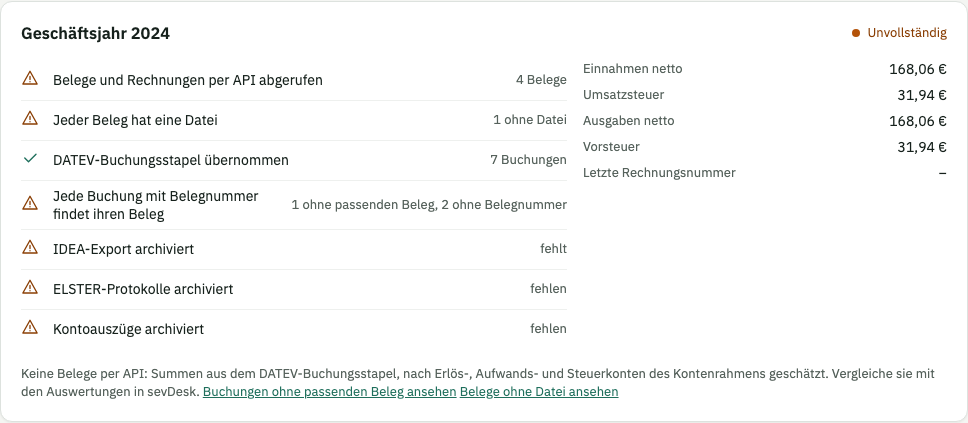 Geschäftsjahr 2024
Unvollständig
Belege und Rechnungen per API abgerufen 4 Belege
Jeder Beleg hat eine Datei 1 ohne Datei
DATEV-Buchungsstapel übernommen 7 Buchungen
Jede Buchung mit Belegnummer
findet ihren Beleg
1 ohne passenden Beleg, 2 ohne Belegnummer
IDEA-Export archiviert fehlt
ELSTER-Protokolle archiviert fehlen
Kontoauszüge archiviert fehlen
Einnahmen netto 168,06 €
Umsatzsteuer 31,94 €
Ausgaben netto 168,06 €
Vorsteuer 31,94 €
Letzte Rechnungsnummer –
Keine Belege per API: Summen aus dem DATEV-Buchungsstapel, nach Erlös-, Aufwands- und Steuerkonten des Kontenrahmens geschätzt. Vergleiche sie mit
den Auswertungen in sevDesk. Buchungen ohne passenden Beleg ansehen Belege ohne Datei ansehen